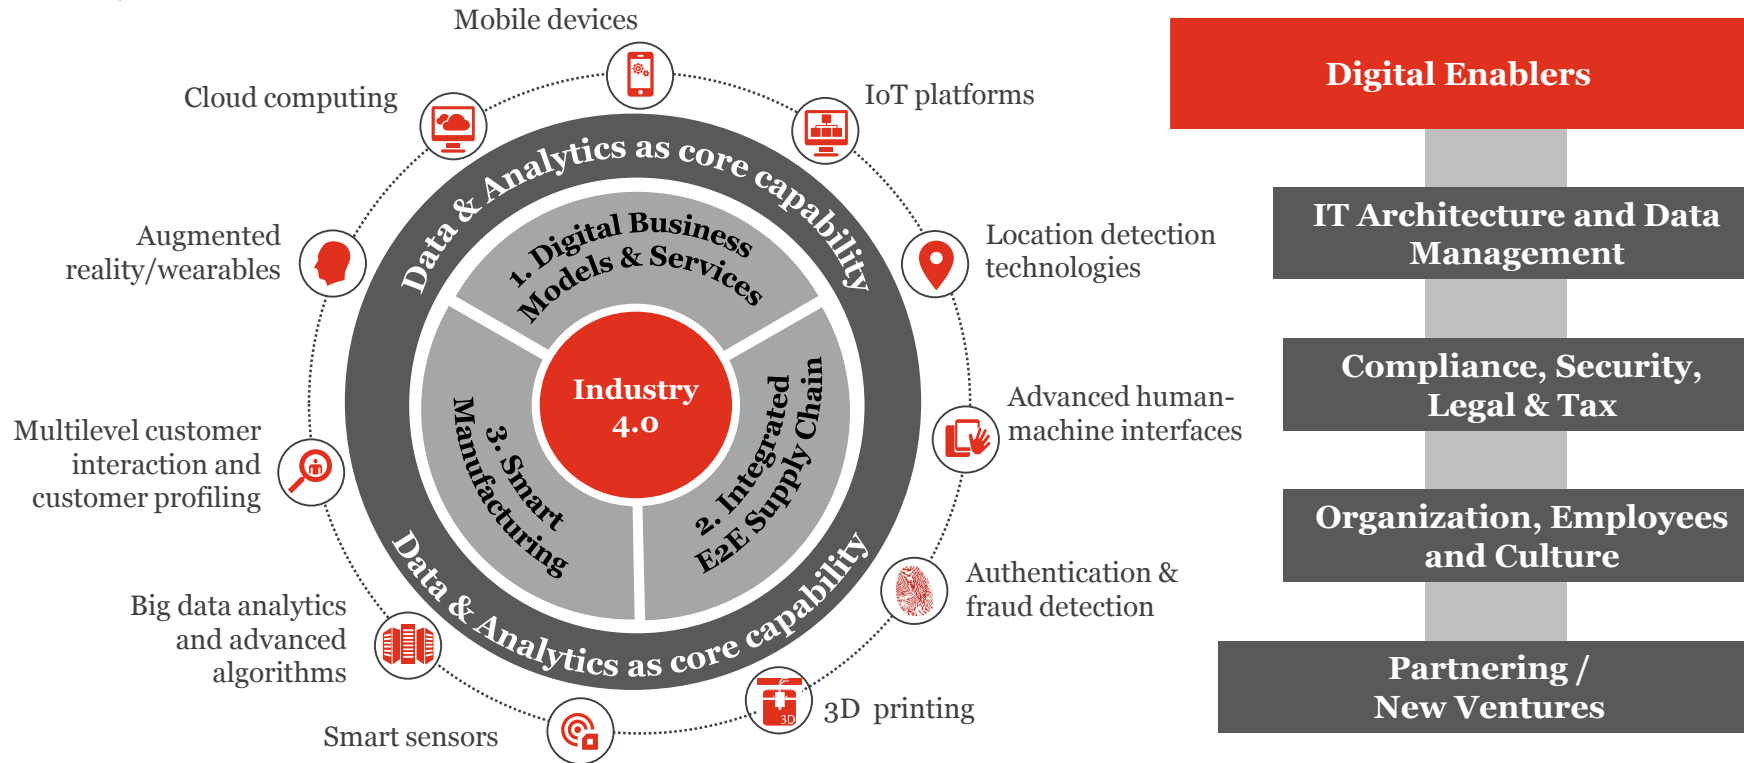 Mobile devices
Cloud computing
IoT platforms
Augmented
reality/wearables
Location detection
technologies
Multilevel customer
interaction and
customer profiling
Advanced human-
machine interfaces
Big data analytics
and advanced
algorithms
Authentication &
fraud detection
Smart sensors
3D printing
3D
Data & Analytics as core capability
1. Digital Business
Models & Services
Industry
4.0
2. Integrated
E2E Supply Chain
3. Smart
Manufacturing
Data & Analytics as core capability
Digital Enablers
IT Architecture and Data
Management
Compliance, Security,
Legal & Tax
Organization, Employees
and Culture
Partnering /
New Ventures